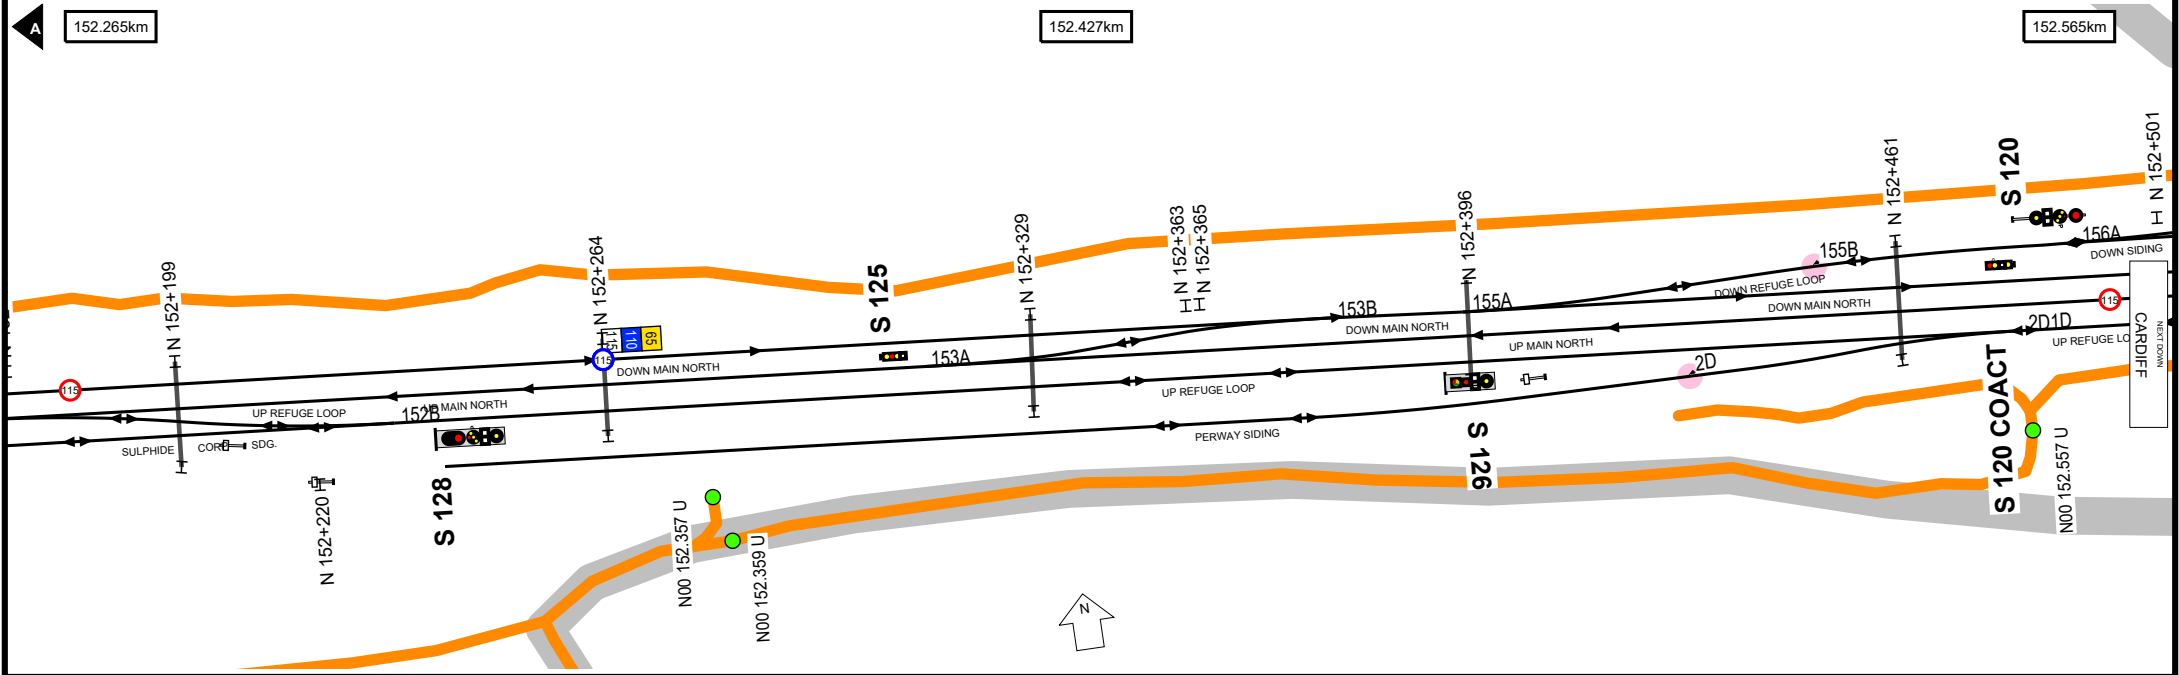 A
152.265km
152.427km
152.565km
N 152+199
N 152+264
S 125
N 152+329
N 152+363
N 152+365
N 152+396
N 152+461
S 120
N 152+501
115
110
65
115
115
115
153A
153B
155A
155B
156A
152B
2D
2D1D
DOWN MAIN NORTH
DOWN MAIN NORTH
DOWN MAIN NORTH
DOWN REFUGE LOOP
DOWN SIDING
UP MAIN NORTH
UP MAIN NORTH
UP REFUGE LOOP
UP REFUGE LOOP
UP REFUGE LO
PERWAY SIDING
SULPHIDE CORP SDG.
CARDIFF
NEXT DOWN
N 152+220
S 128
S 126
S 120 COACT
N00 152.357 U
N00 152.359 U
N00 152.557 U
N